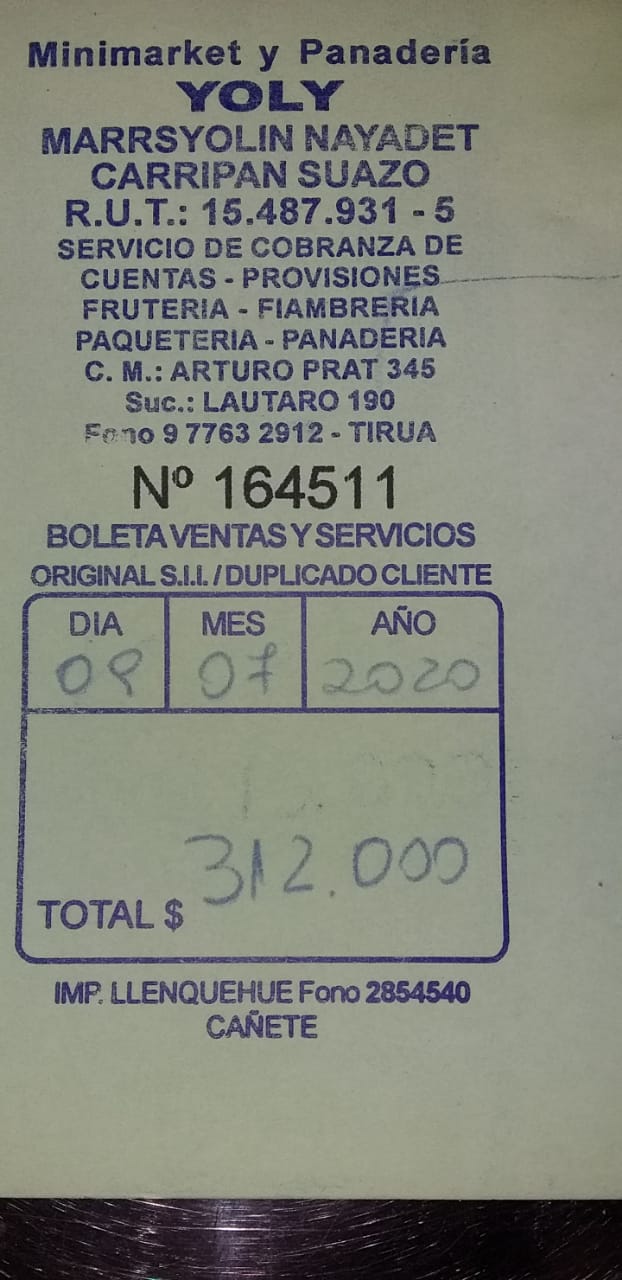 Minimarket y Panadería
YOLY
MARRSYOLIN NAYADET
CARRIPAN SUAZO
R.U.T.: 15.487.931 - 5
SERVICIO DE COBRANZA DE
CUENTAS - PROVISIONES
FRUTERIA - FIAMBRERIA
PAQUETERIA - PANADERIA
C. M.: ARTURO PRAT 345
Suc.: LAUTARO 190
Fono 9 7763 2912 - TIRUA
Nº 164511
BOLETA VENTAS Y SERVICIOS
ORIGINAL S.I.I. / DUPLICADO CLIENTE
DIA MES AÑO
09 07 2020
312.000
TOTAL $
IMP. LLENQUEHUE Fono 2854540
CAÑETE